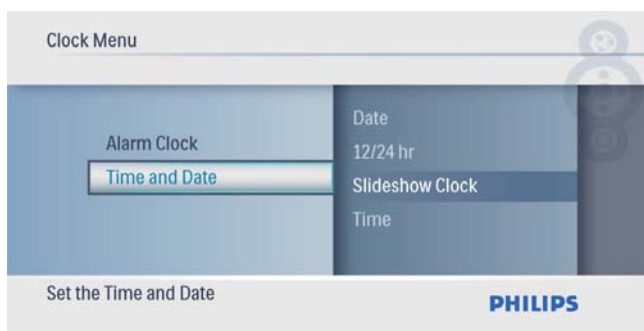 Clock Menu
Alarm Clock
Time and Date
Date
12/24 hr
Slideshow Clock
Time
Set the Time and Date
PHILIPS